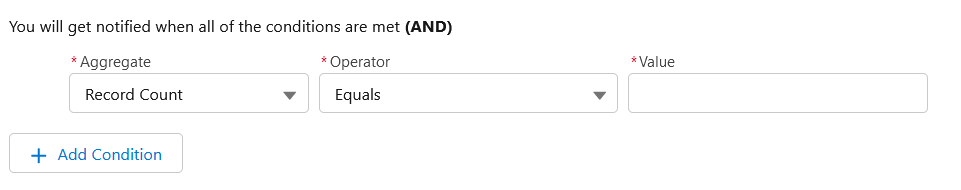 You will get notified when all of the conditions are met (AND)
* Aggregate * Operator * Value
Record Count Equals
+ Add Condition